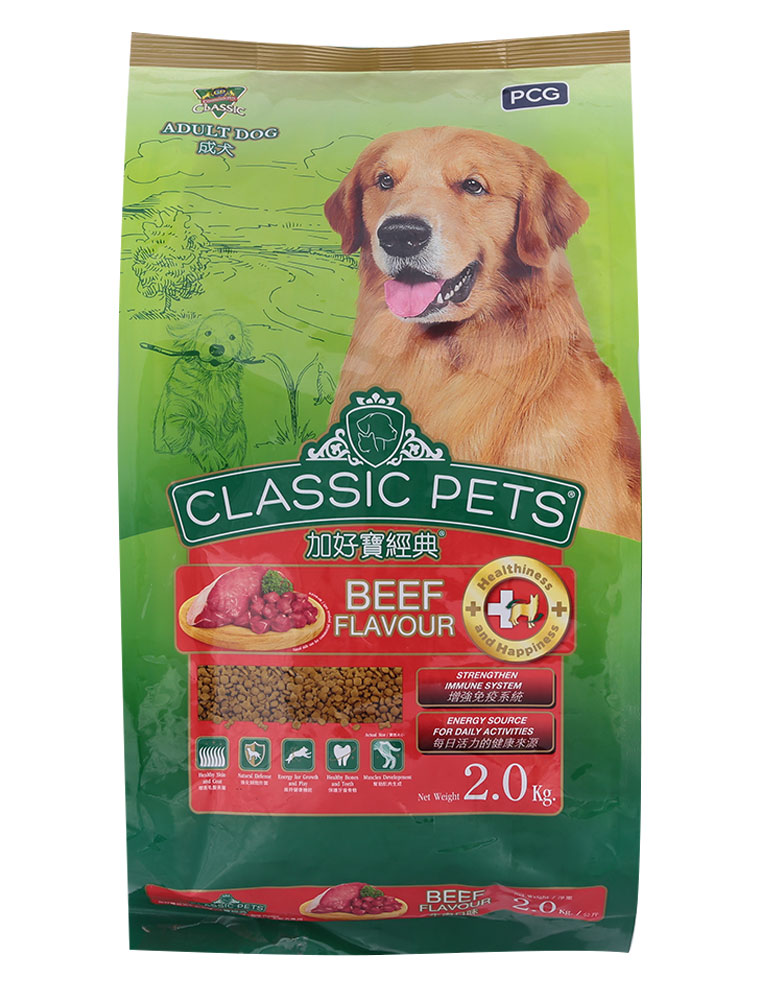 PCG
CLASSIC
ADULT DOG
成犬
CLASSIC PETS®
加好寶經典®
BEEF
FLAVOUR
Healthiness
and Happiness
STRENGTHEN
IMMUNE SYSTEM
增強免疫系統
ENERGY SOURCE
FOR DAILY ACTIVITIES
每日活力的健康來源
Healthy Skin
and Coat
Natural Defense
Energy for Growth
and Play
Healthy Bones
and Teeth
Muscles Development
Net Weight 2.0 Kg.
CLASSIC PETS
BEEF
FLAVOUR
2.0 Kg.